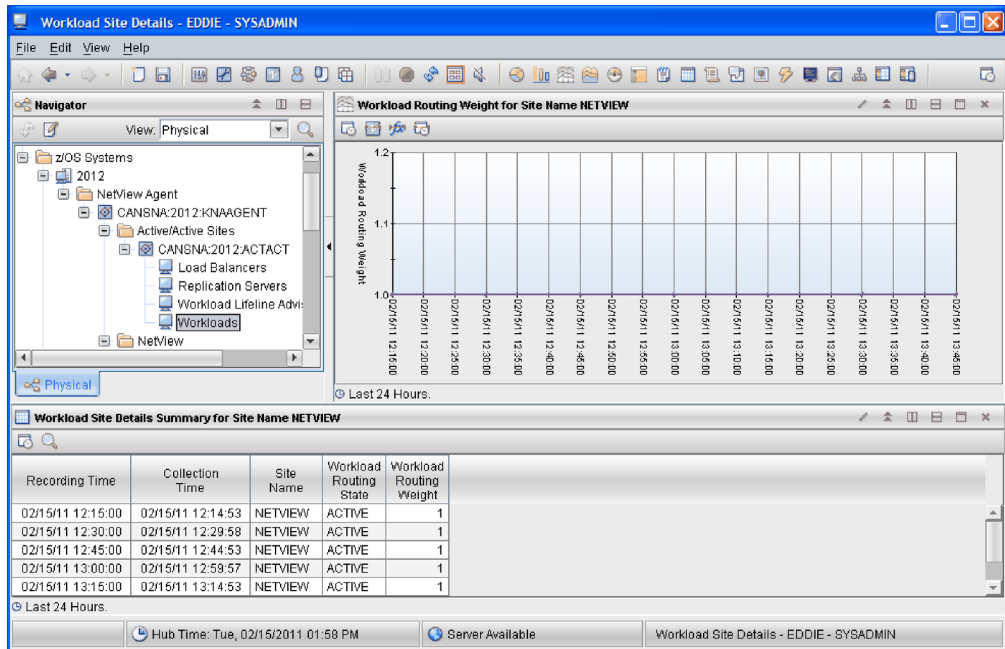 Workload Site Details - EDDIE - SYSADMIN
File Edit View Help
Navigator
View: Physical
z/OS Systems
2012
NetView Agent
CANSNA:2012:KNAAGENT
Active/Active Sites
CANSNA:2012:ACTACT
Load Balancers
Replication Servers
Workload Lifeline Advi
Workloads
NetView
Physical
Workload Routing Weight for Site Name NETVIEW
Workload Routing Weight
1.2
1.1
1.0
02/15/11 12:15:00
02/15/11 12:20:00
02/15/11 12:25:00
02/15/11 12:30:00
02/15/11 12:35:00
02/15/11 12:40:00
02/15/11 12:45:00
02/15/11 12:50:00
02/15/11 12:55:00
02/15/11 13:00:00
02/15/11 13:05:00
02/15/11 13:10:00
02/15/11 13:15:00
02/15/11 13:20:00
02/15/11 13:25:00
02/15/11 13:30:00
02/15/11 13:35:00
02/15/11 13:40:00
02/15/11 13:45:00
Last 24 Hours.
Workload Site Details Summary for Site Name NETVIEW
Recording Time Collection Time Site Name Workload Routing State Workload Routing Weight
02/15/11 12:15:00 02/15/11 12:14:53 NETVIEW ACTIVE 1
02/15/11 12:30:00 02/15/11 12:29:58 NETVIEW ACTIVE 1
02/15/11 12:45:00 02/15/11 12:44:53 NETVIEW ACTIVE 1
02/15/11 13:00:00 02/15/11 12:59:57 NETVIEW ACTIVE 1
02/15/11 13:15:00 02/15/11 13:14:53 NETVIEW ACTIVE 1
Last 24 Hours.
Hub Time: Tue, 02/15/2011 01:58 PM
Server Available
Workload Site Details - EDDIE - SYSADMIN